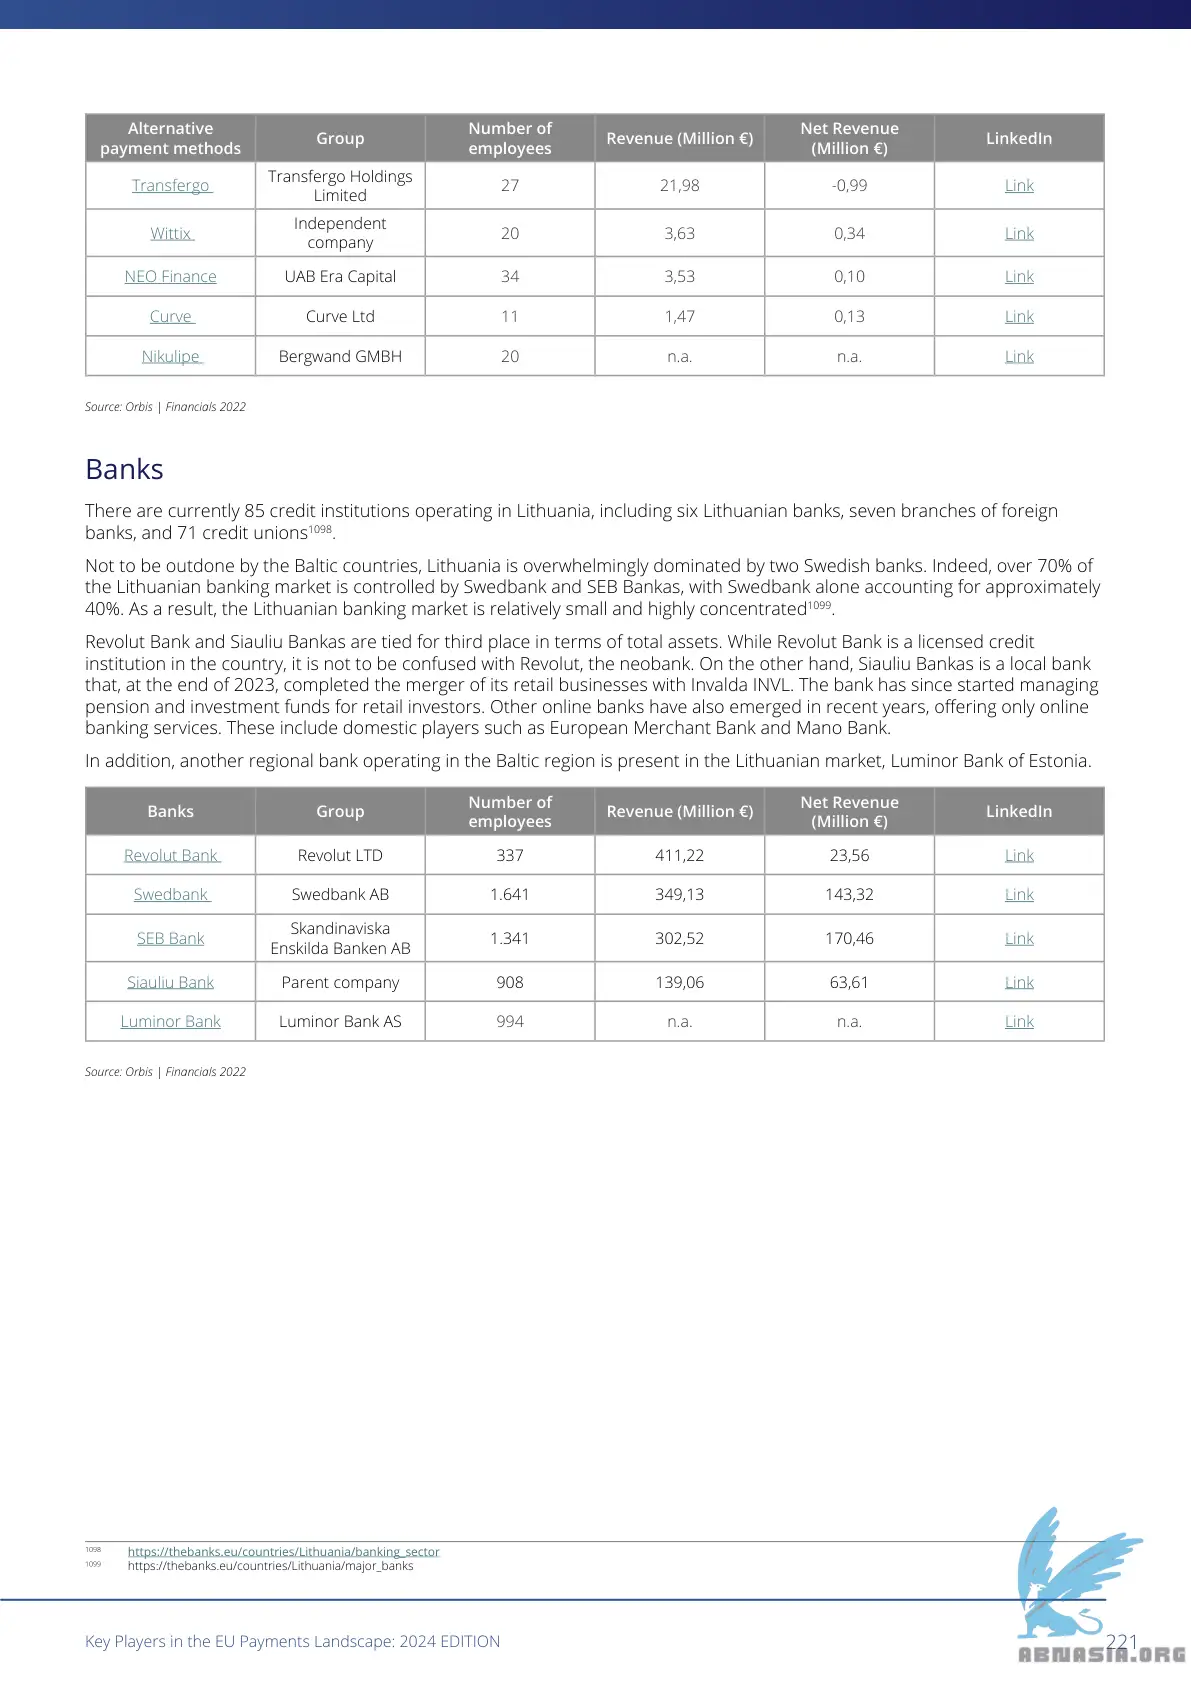 Alternative
payment methods
Group
Number of
employees
Revenue (Million €)
Net Revenue
(Million €)
LinkedIn
Transfergo
Transfergo Holdings
Limited
27
21,98
-0,99
Link
Wittix
Independent
company
20
3,63
0,34
Link
NEO Finance
UAB Era Capital
34
3,53
0,10
Link
Curve
Curve Ltd
11
1,47
0,13
Link
Nikulipe
Bergwand GMBH
20
n.a.
n.a.
Link
Source: Orbis | Financials 2022
Banks
There are currently 85 credit institutions operating in Lithuania, including six Lithuanian banks, seven branches of foreign
banks, and 71 credit unions1098.
Not to be outdone by the Baltic countries, Lithuania is overwhelmingly dominated by two Swedish banks. Indeed, over 70% of
the Lithuanian banking market is controlled by Swedbank and SEB Bankas, with Swedbank alone accounting for approximately
40%. As a result, the Lithuanian banking market is relatively small and highly concentrated1099.
Revolut Bank and Siauliu Bankas are tied for third place in terms of total assets. While Revolut Bank is a licensed credit
institution in the country, it is not to be confused with Revolut, the neobank. On the other hand, Siauliu Bankas is a local bank
that, at the end of 2023, completed the merger of its retail businesses with Invalda INVL. The bank has since started managing
pension and investment funds for retail investors. Other online banks have also emerged in recent years, offering only online
banking services. These include domestic players such as European Merchant Bank and Mano Bank.
In addition, another regional bank operating in the Baltic region is present in the Lithuanian market, Luminor Bank of Estonia.
Banks
Group
Number of
employees
Revenue (Million €)
Net Revenue
(Million €)
LinkedIn
Revolut Bank
Revolut LTD
337
411,22
23,56
Link
Swedbank
Swedbank AB
1.641
349,13
143,32
Link
SEB Bank
Skandinaviska
Enskilda Banken AB
1.341
302,52
170,46
Link
Siauliu Bank
Parent company
908
139,06
63,61
Link
Luminor Bank
Luminor Bank AS
994
n.a.
n.a.
Link
Source: Orbis | Financials 2022
1098 https://thebanks.eu/countries/Lithuania/banking_sector
1099 https://thebanks.eu/countries/Lithuania/major_banks
Key Players in the EU Payments Landscape: 2024 EDITION
221
ABNASIA.ORG